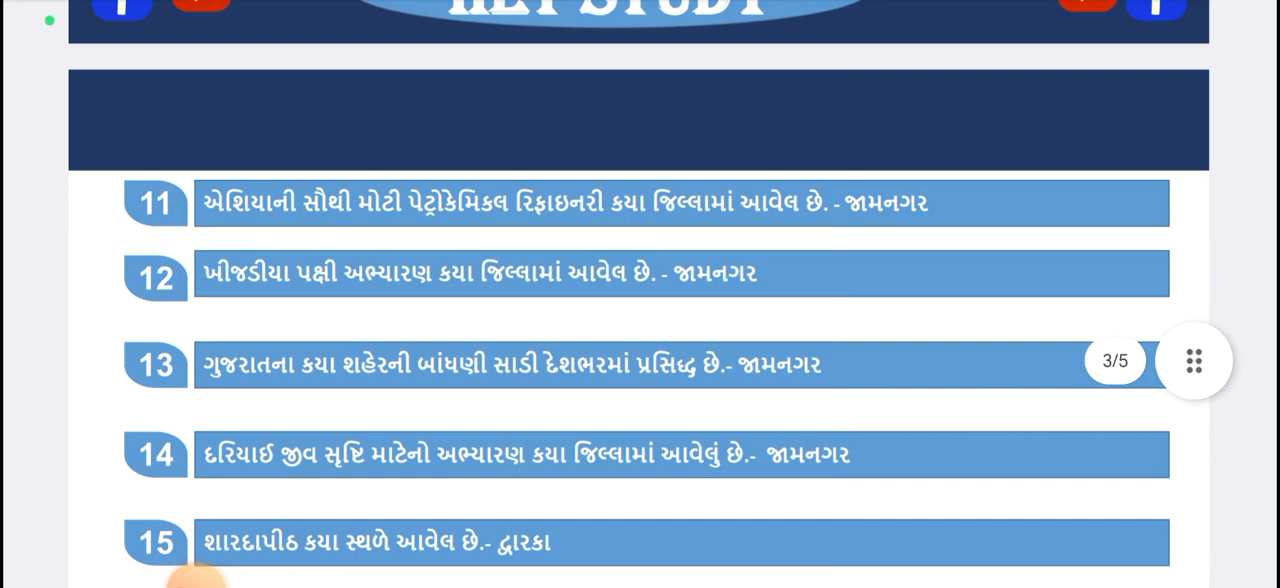 KEY STUDY
11 એશિયાની સૌથી મોટી પેટ્રોકેમિકલ રિફાઇનરી કયા જિલ્લામાં આવેલ છે. - જામનગર
12 ખીજડીયા પક્ષી અભ્યારણ કયા જિલ્લામાં આવેલ છે. - જામનગર
13 ગુજરાતના કયા શહેરની બાંધણી સાડી દેશભરમાં પ્રસિદ્ધ છે.- જામનગર
3/5
14 દરિયાઈ જીવ સૃષ્ટિ માટેનો અભ્યારણ કયા જિલ્લામાં આવેલું છે.- જામનગર
15 શારદાપીઠ કયા સ્થળે આવેલ છે.- દ્વારકા